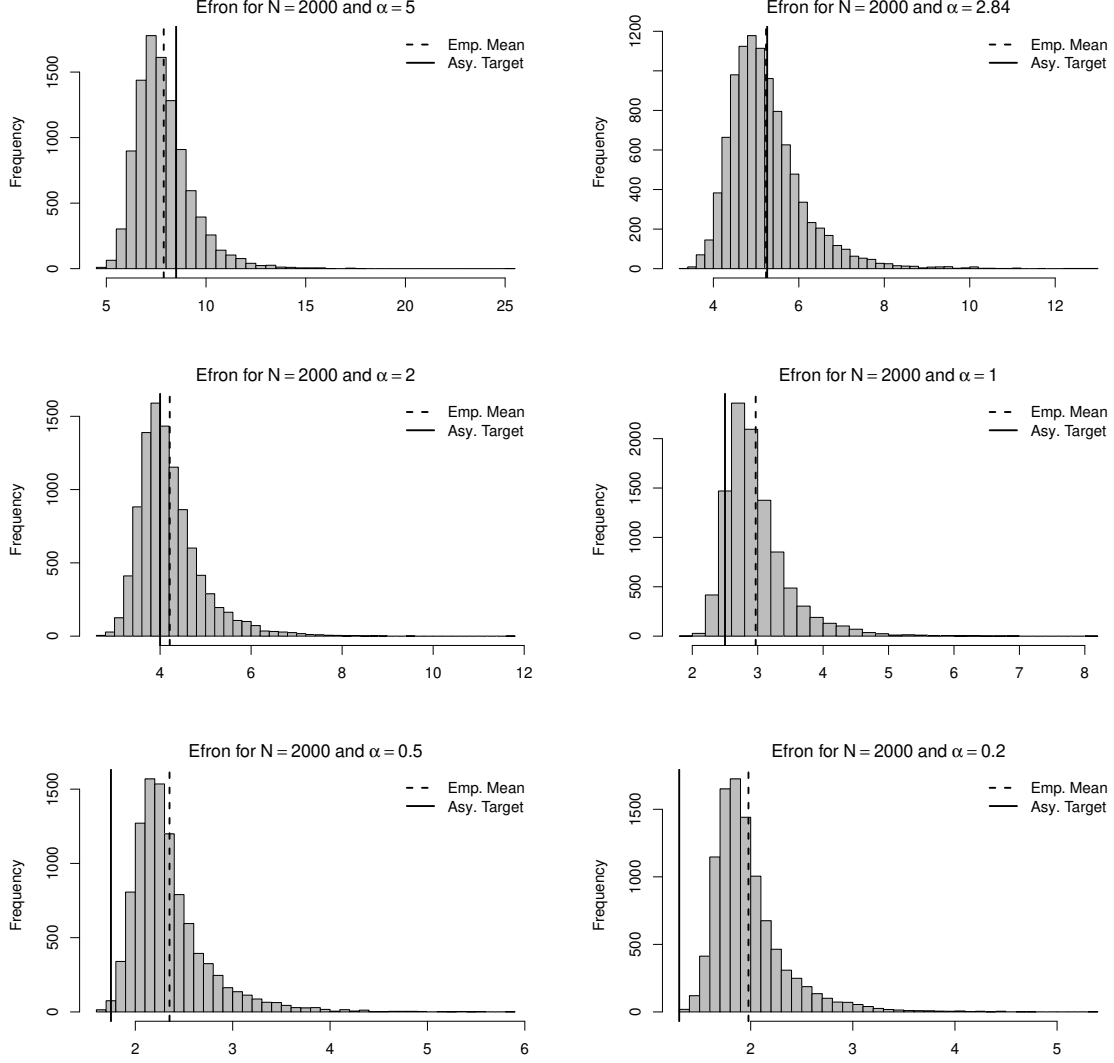 Efron for N = 2000 and α = 5
Emp. Mean
Asy. Target
Frequency
0 500 1000 1500
5 10 15 20 25
Efron for N = 2000 and α = 2.84
Emp. Mean
Asy. Target
Frequency
0 200 400 600 800 1200
4 6 8 10 12
Efron for N = 2000 and α = 2
Emp. Mean
Asy. Target
Frequency
0 500 1000 1500
4 6 8 10 12
Efron for N = 2000 and α = 1
Emp. Mean
Asy. Target
Frequency
0 500 1000 1500 2000
2 3 4 5 6 7 8
Efron for N = 2000 and α = 0.5
Emp. Mean
Asy. Target
Frequency
0 500 1000 1500
2 3 4 5 6
Efron for N = 2000 and α = 0.2
Emp. Mean
Asy. Target
Frequency
0 500 1000 1500
2 3 4 5